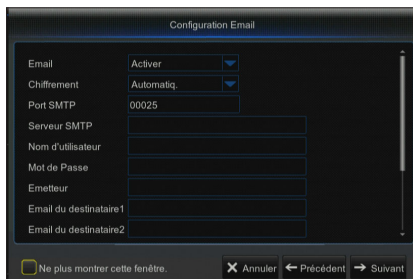 Configuration Email
Email Activer
Chiffrement Automatiq.
Port SMTP 00025
Serveur SMTP
Nom d'utilisateur
Mot de Passe
Emetteur
Email du destinataire1
Email du destinataire2
Ne plus montrer cette fenêtre. Annuler Précédent Suivant